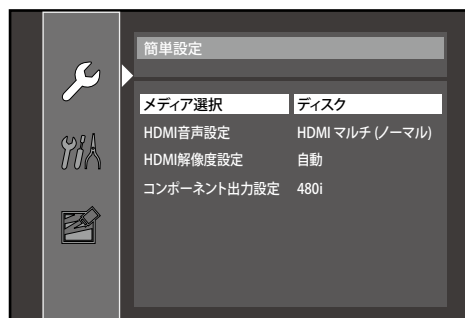 簡単設定
メディア選択 ディスク
HDMI音声設定 HDMI マルチ (ノーマル)
HDMI解像度設定 自動
コンポーネント出力設定 480i